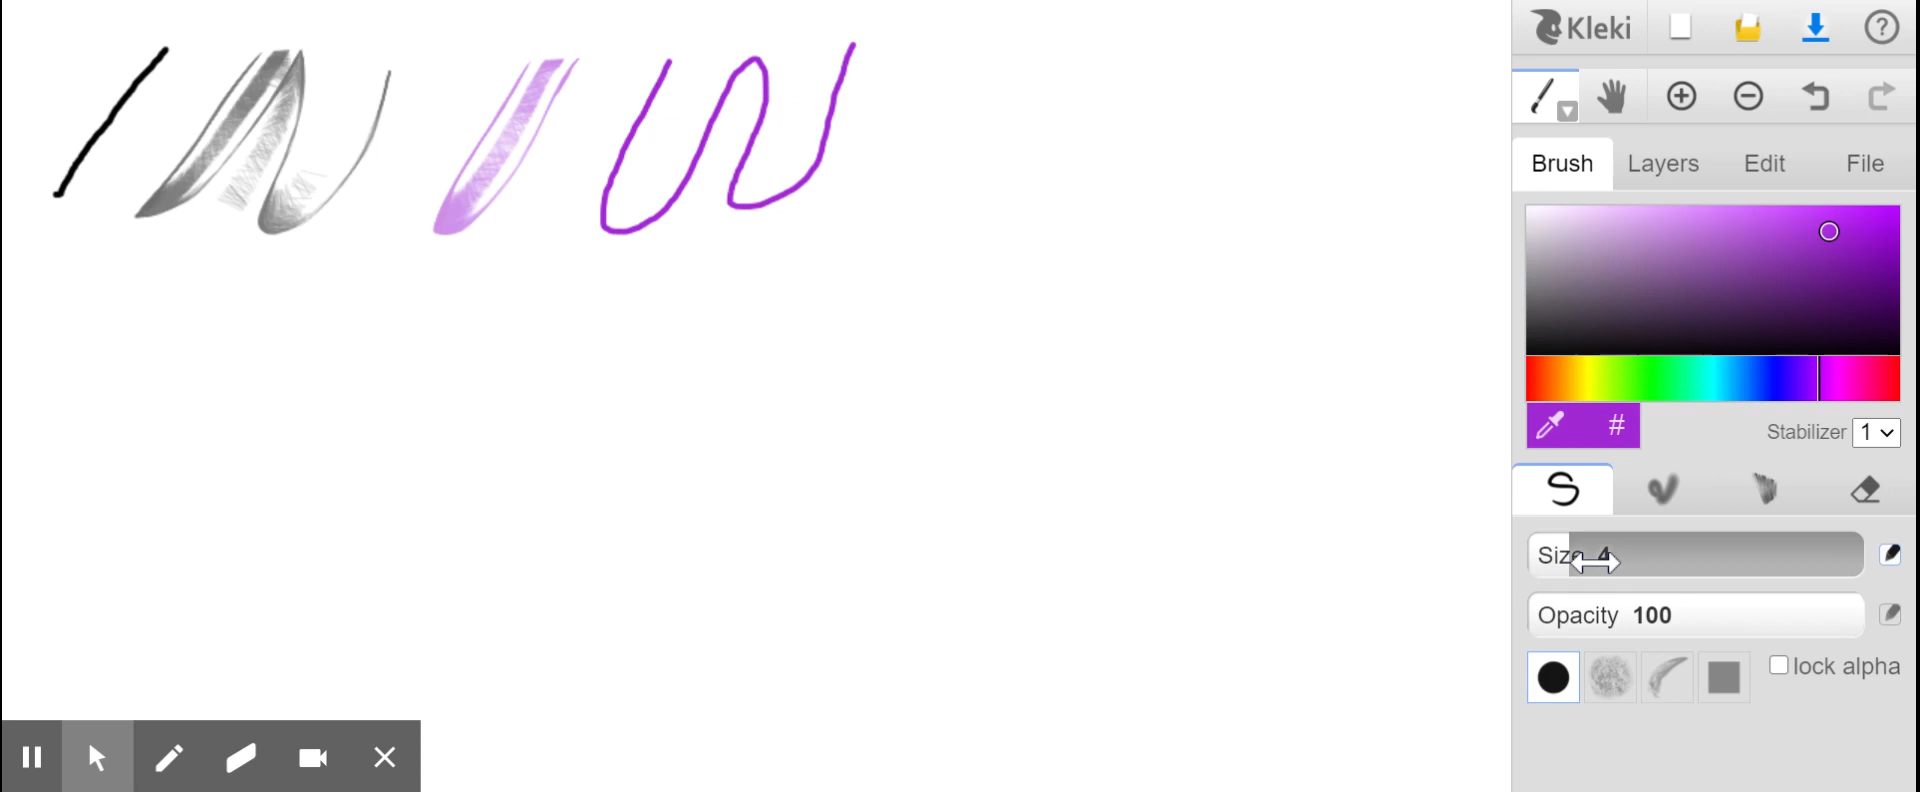 Kleki
Brush Layers Edit File
#
Stabilizer 1
Size 4
Opacity 100
lock alpha